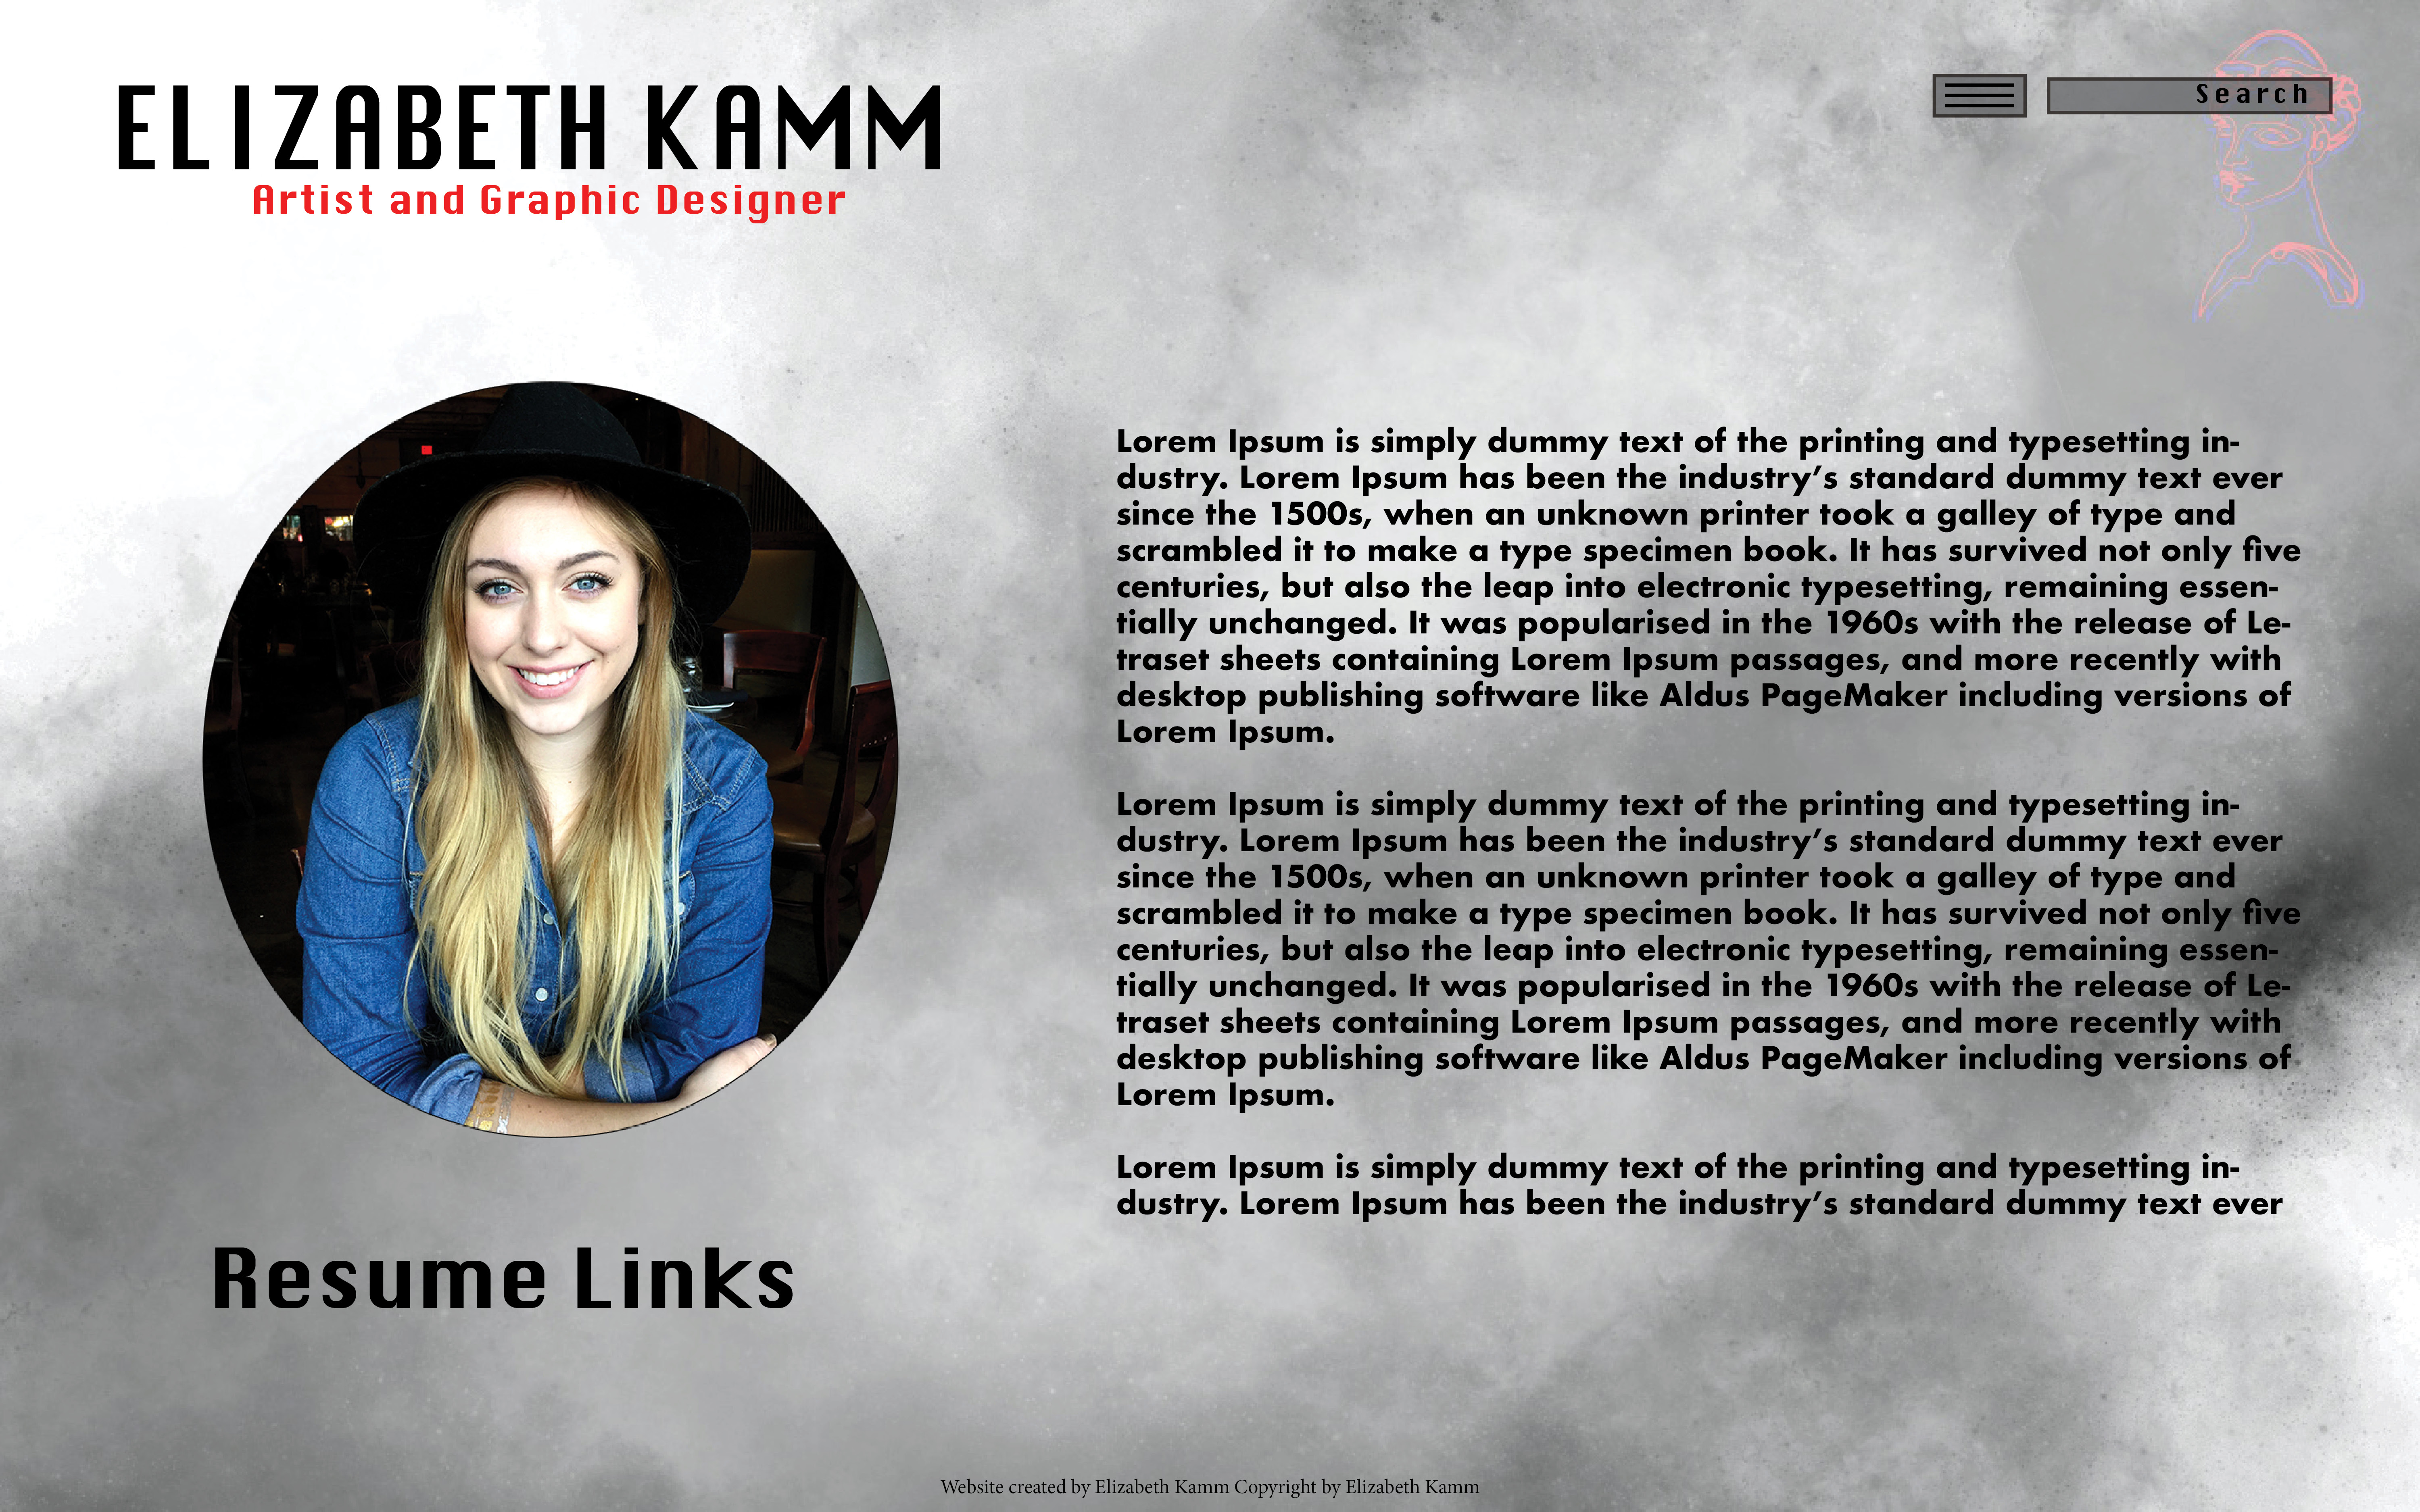 ELIZABETH KAMM
Artist and Graphic Designer
Search
Lorem Ipsum is simply dummy text of the printing and typesetting in-
dustry. Lorem Ipsum has been the industry’s standard dummy text ever
since the 1500s, when an unknown printer took a galley of type and
scrambled it to make a type specimen book. It has survived not only five
centuries, but also the leap into electronic typesetting, remaining essen-
tially unchanged. It was popularised in the 1960s with the release of Le-
traset sheets containing Lorem Ipsum passages, and more recently with
desktop publishing software like Aldus PageMaker including versions of
Lorem Ipsum.
Lorem Ipsum is simply dummy text of the printing and typesetting in-
dustry. Lorem Ipsum has been the industry’s standard dummy text ever
since the 1500s, when an unknown printer took a galley of type and
scrambled it to make a type specimen book. It has survived not only five
centuries, but also the leap into electronic typesetting, remaining essen-
tially unchanged. It was popularised in the 1960s with the release of Le-
traset sheets containing Lorem Ipsum passages, and more recently with
desktop publishing software like Aldus PageMaker including versions of
Lorem Ipsum.
Lorem Ipsum is simply dummy text of the printing and typesetting in-
dustry. Lorem Ipsum has been the industry’s standard dummy text ever
Resume Links
Website created by Elizabeth Kamm Copyright by Elizabeth Kamm